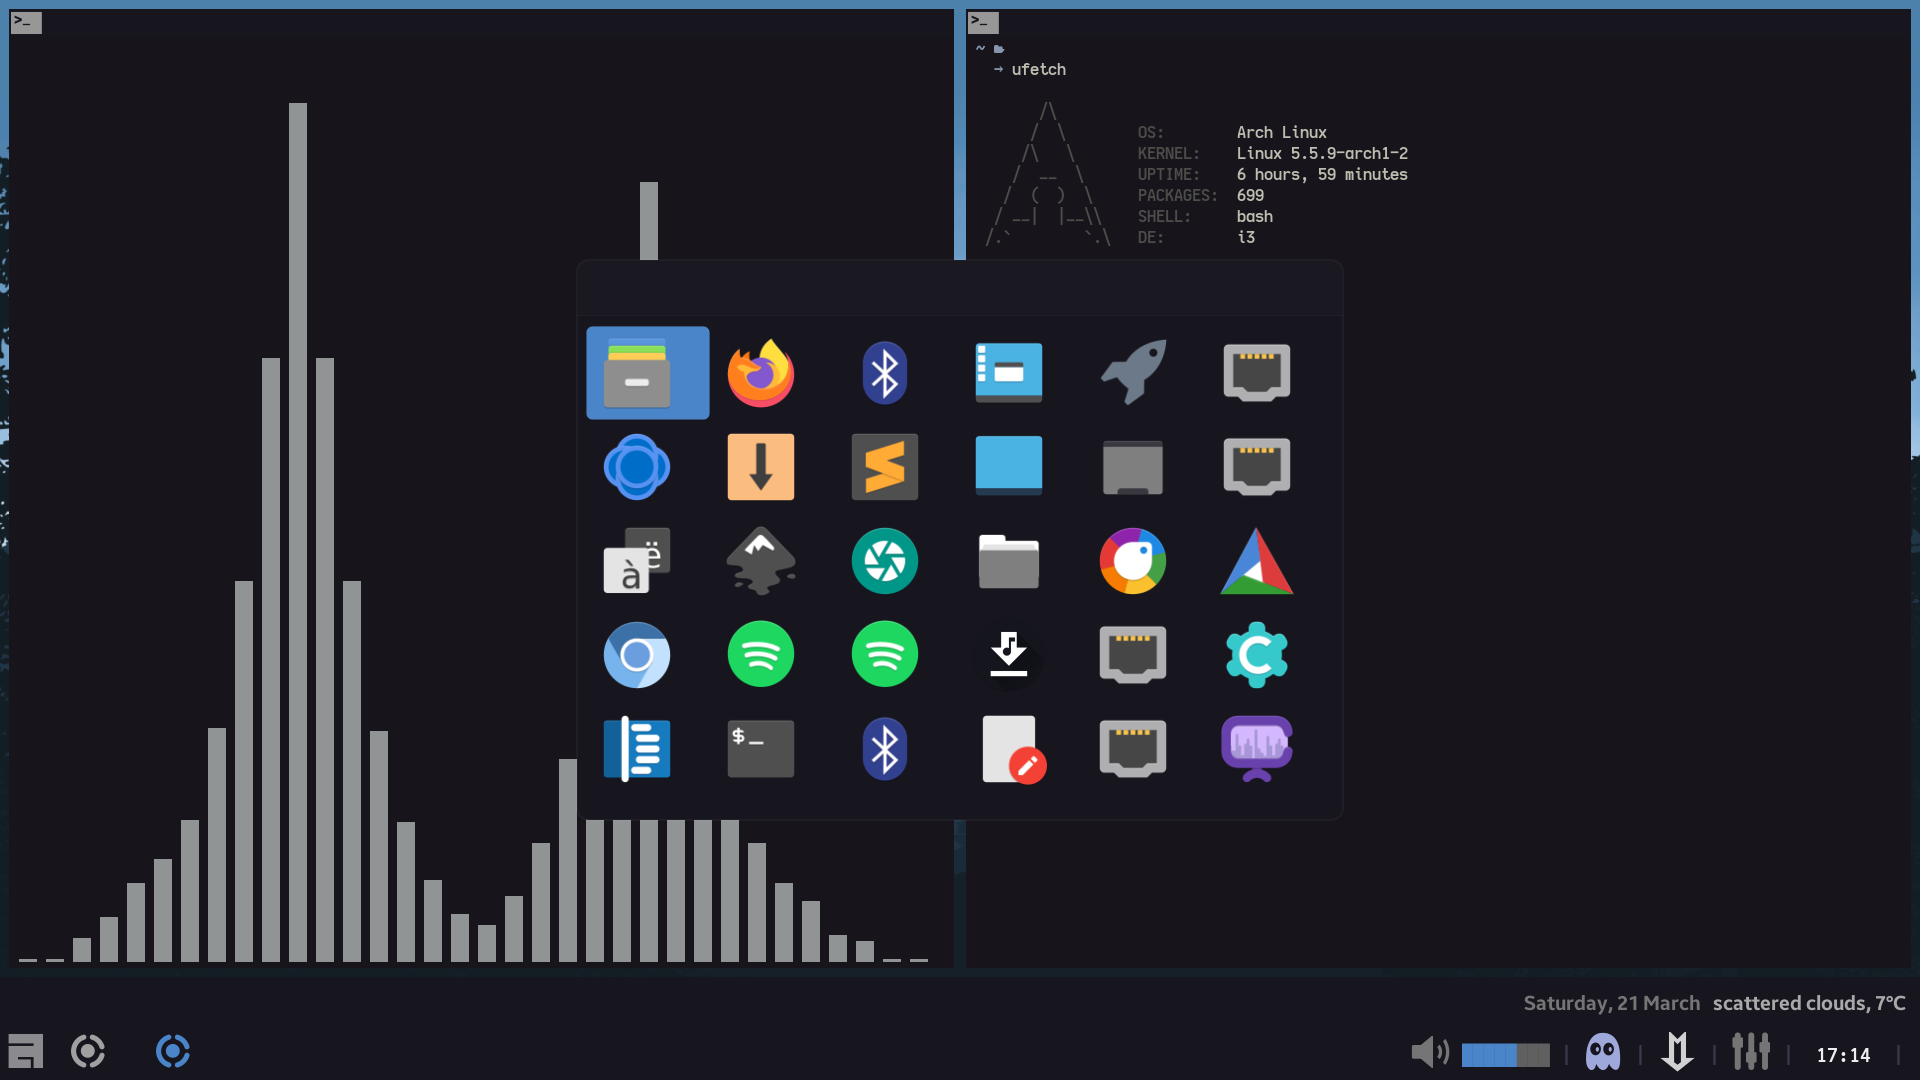 >_
>_
~
→ ufetch
OS: Arch Linux
KERNEL: Linux 5.5.9-arch1-2
UPTIME: 6 hours, 59 minutes
PACKAGES: 699
SHELL: bash
DE: i3
ë
à
C
$_
Saturday, 21 March scattered clouds, 7°C
17:14